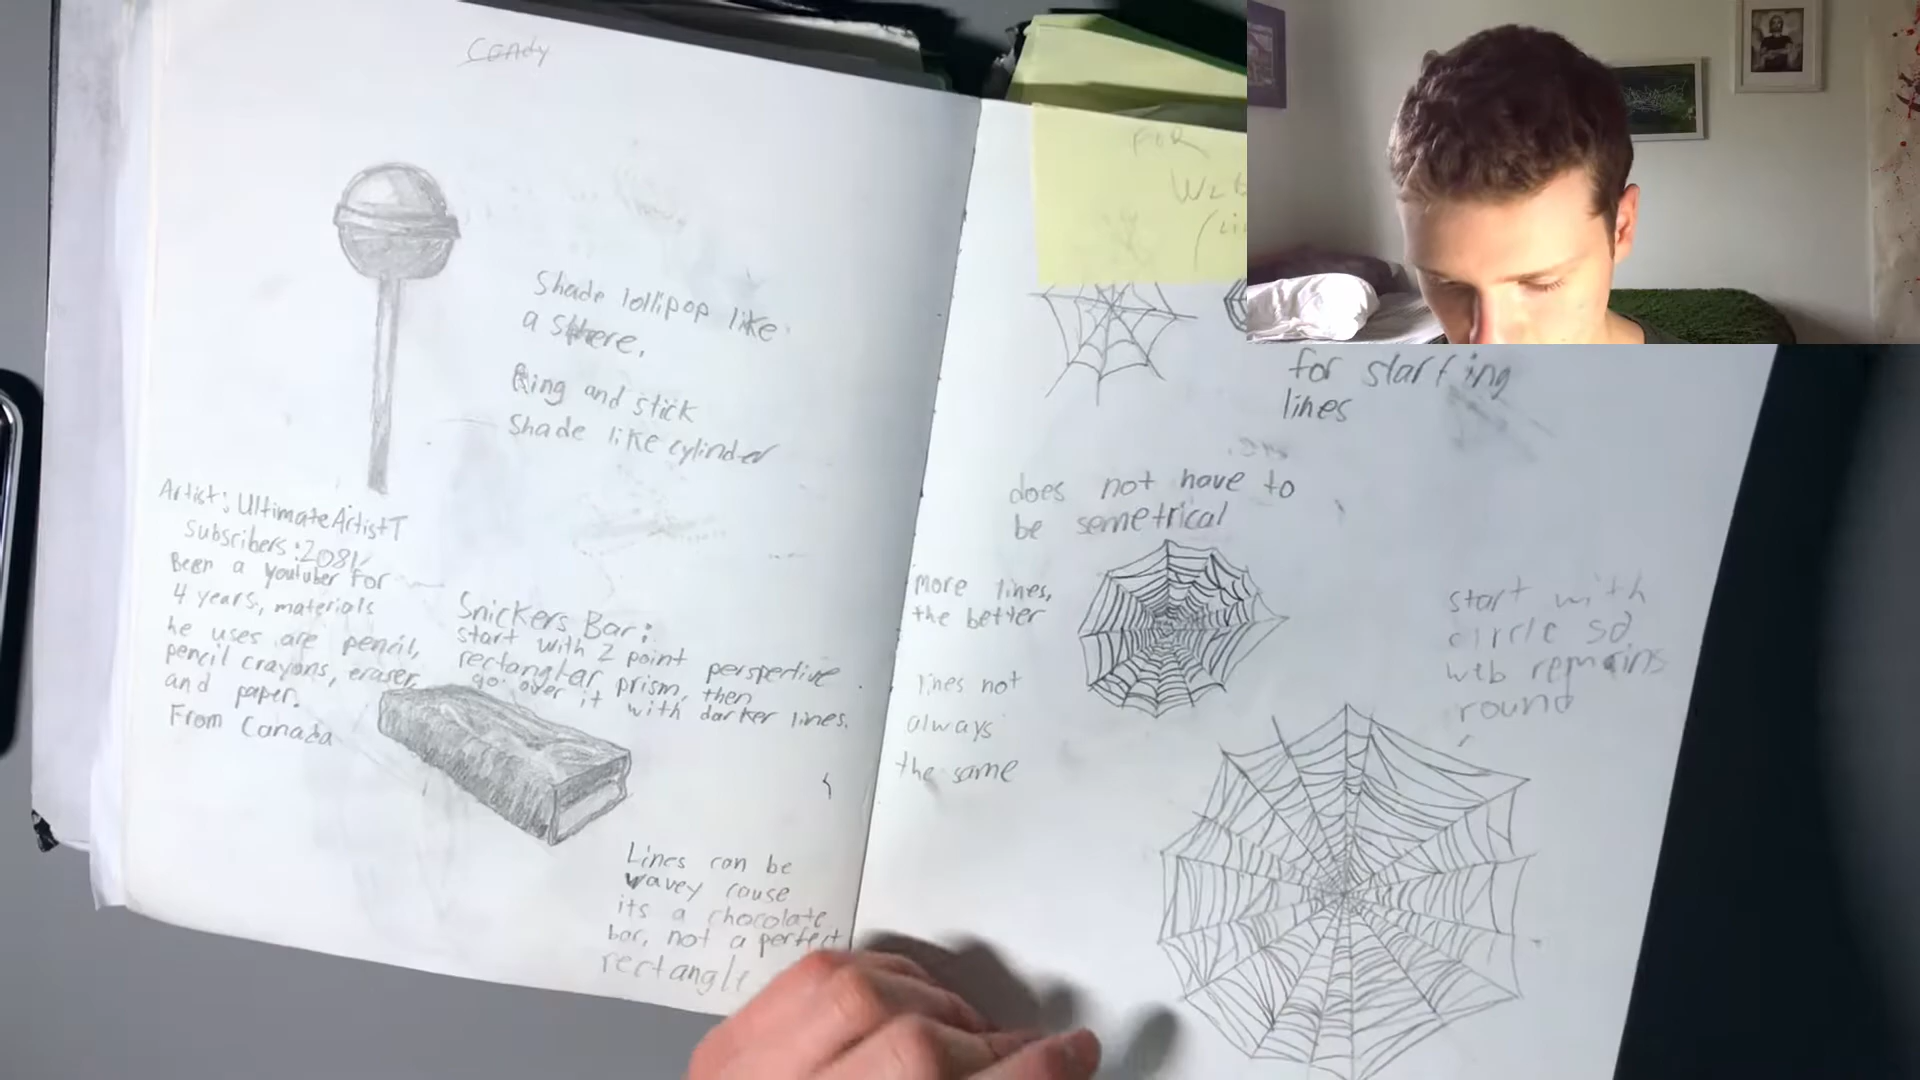 Candy
Shade lollipop like
a sphere.
Ring and stick
Shade like cylinder
Artist: UltimateArtistT
Subscribers:
Been a Youtuber for
4 years, materials
he uses are pencil,
pencil crayons, eraser,
and paper.
From Canada
Snickers Bar:
start with 2 point perspertive
rectanglar prism, then
go over it with darker lines.
Lines can be
wavey cause
its a chocolate
bar, not a perfect
rectangle
FOR
for starting
lines
does not have to
be semetrical
more lines,
the better
lines not
always
the same
start with
circle so
web remains
round